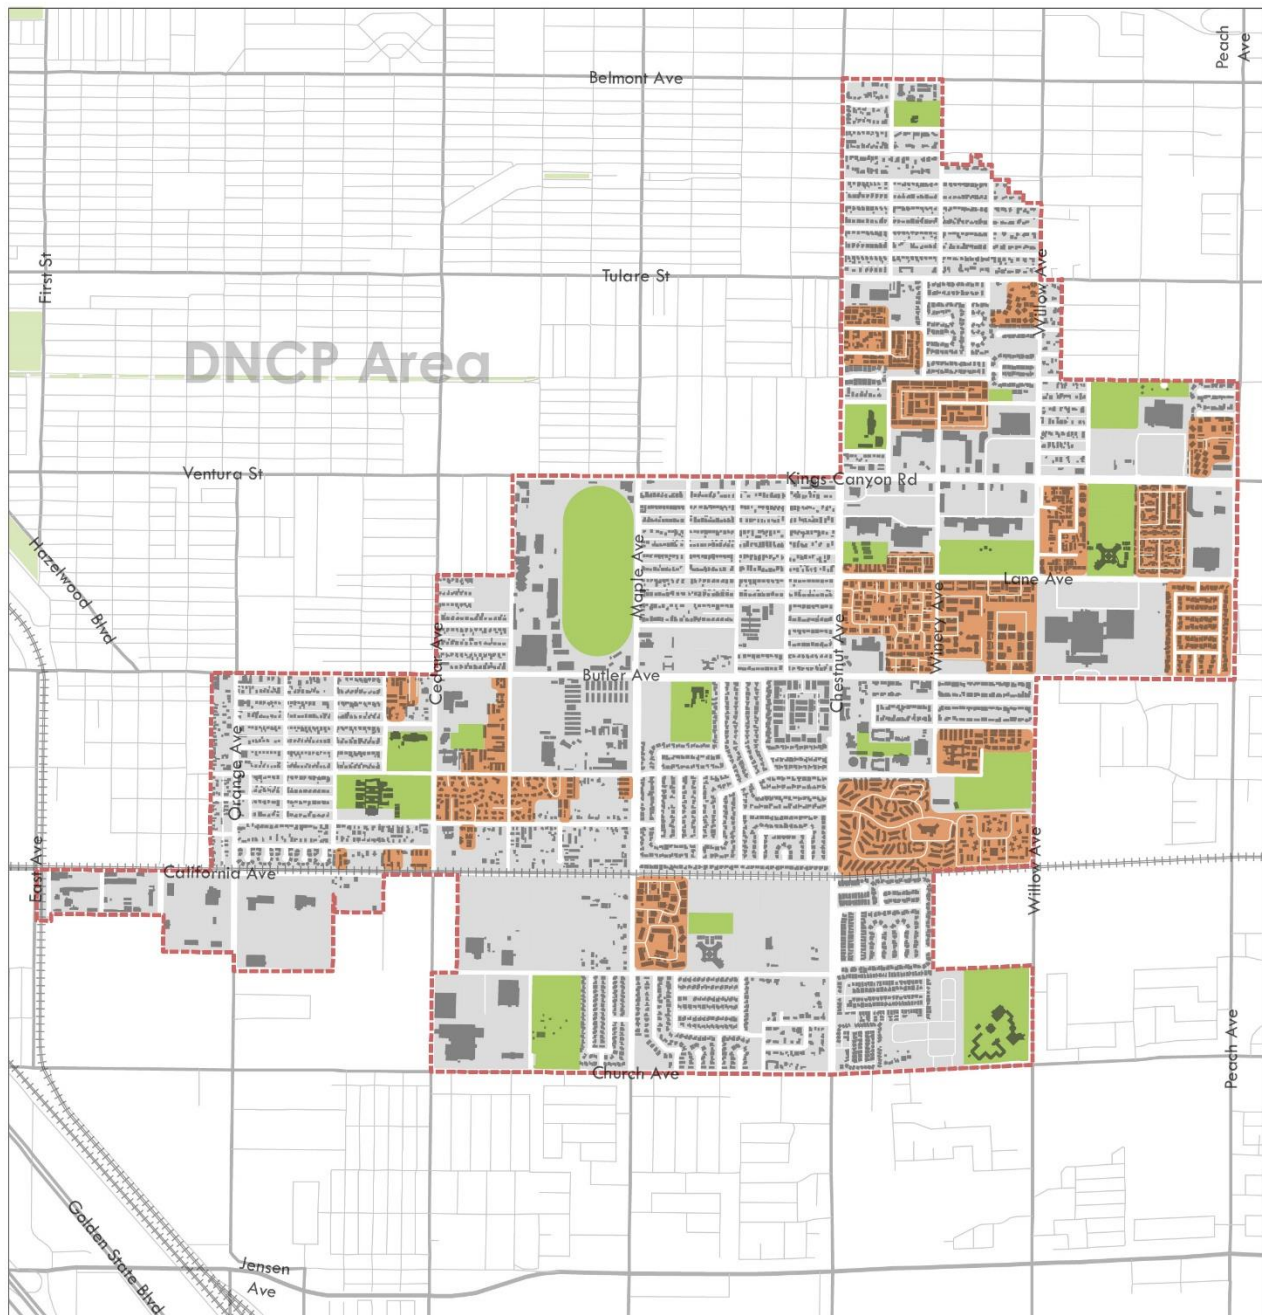 Peach
Ave
Belmont Ave
First St
Tulare St
Willow Ave
DNCP Area
Ventura St
Kings Canyon Rd
Hazelwood Blvd
Maple Ave
Lane Ave
Winery Ave
Cedar Ave
Chestnut Ave
Butler Ave
Orange Ave
East Ave
California Ave
Willow Ave
Peach Ave
Church Ave
Golden State Blvd
Jensen
Ave